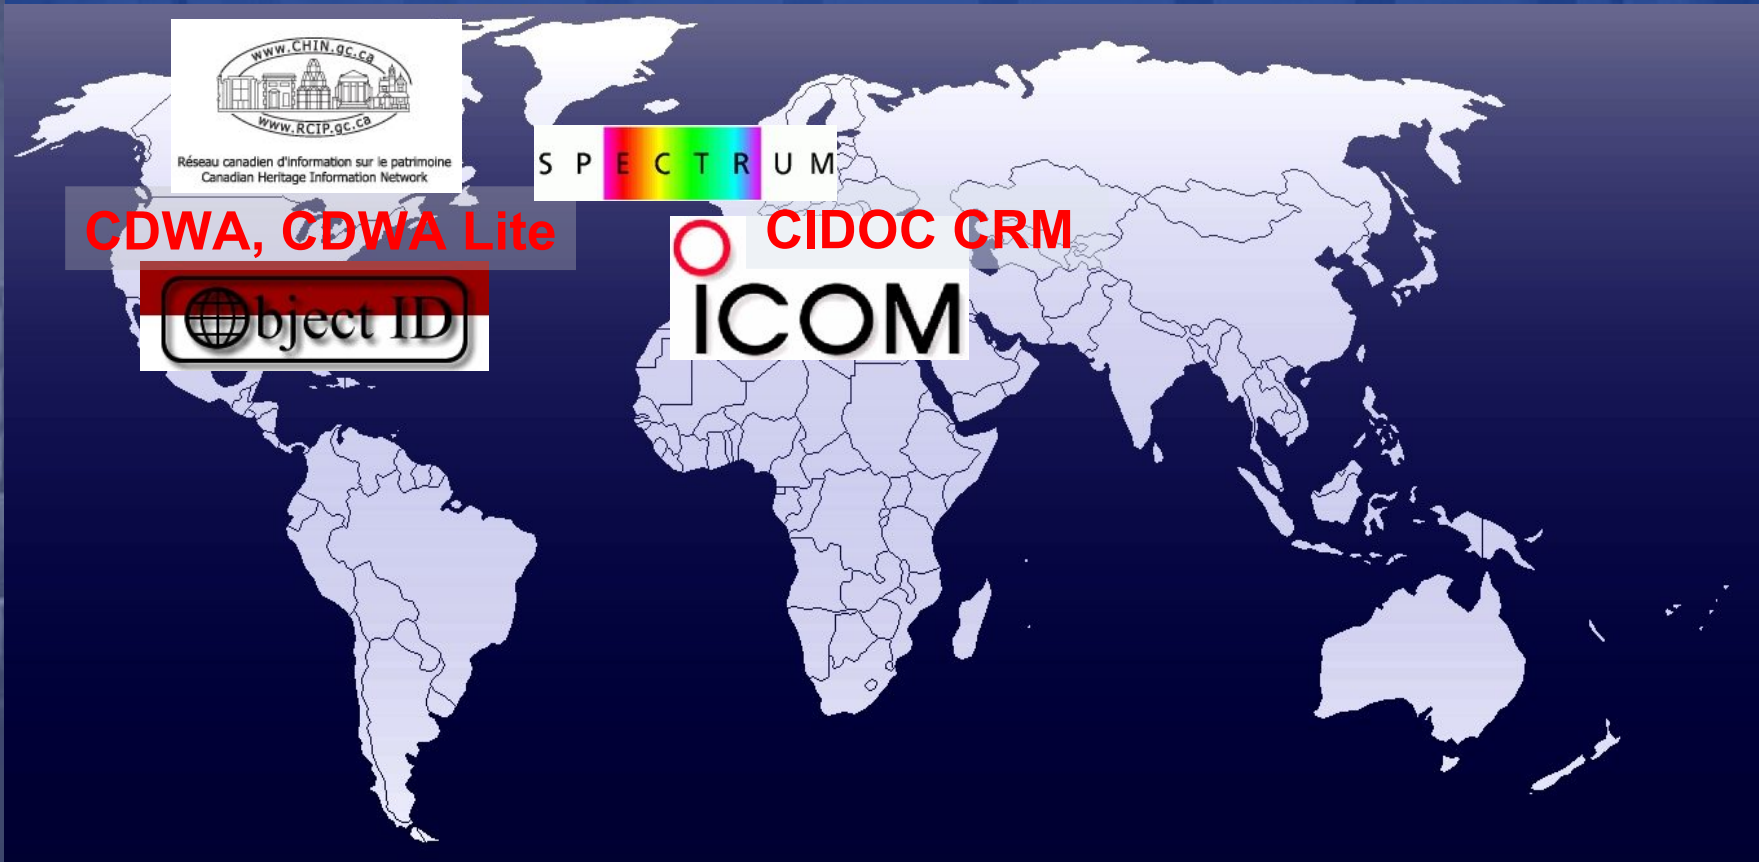 www.CHIN.gc.ca
www.RCIP.gc.ca
Réseau canadien d'information sur le patrimoine
Canadian Heritage Information Network
SPECTRUM
CDWA, CDWA Lite
CIDOC CRM
Object ID
ICOM